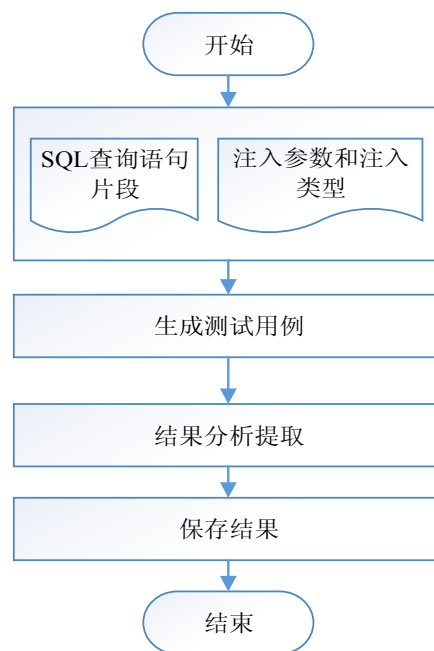 开始
SQL查询语句
片段
注入参数和注入
类型
生成测试用例
结果分析提取
保存结果
结束